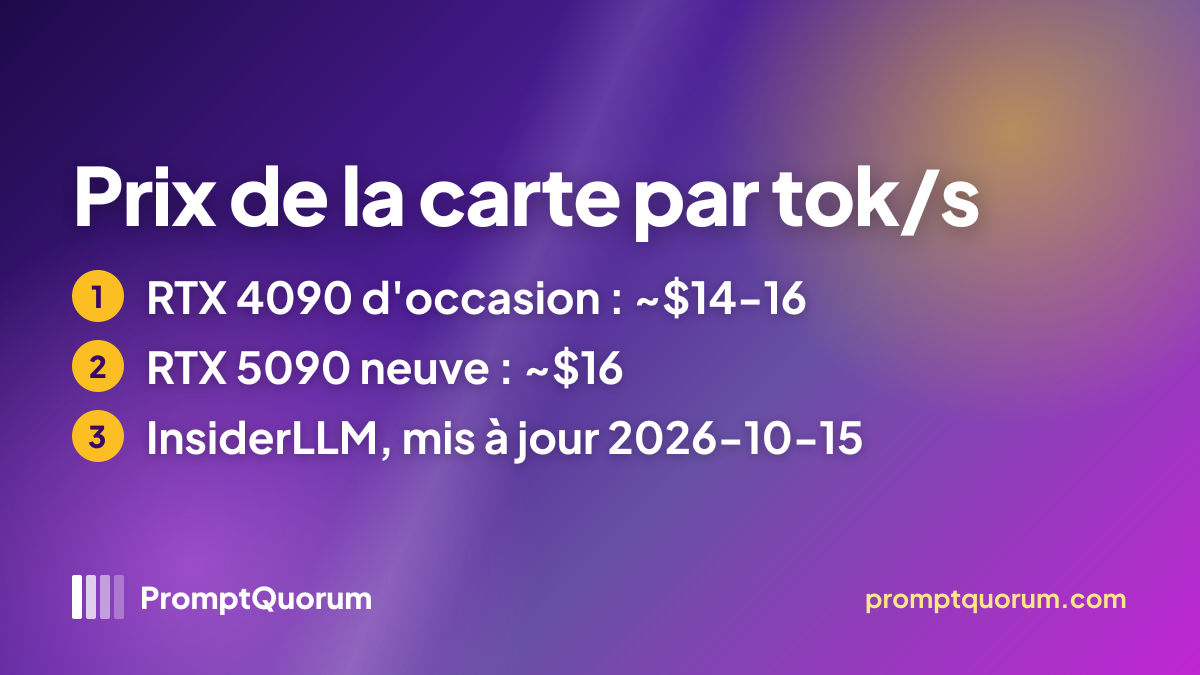 Prix de la carte par tok/s
1 RTX 4090 d'occasion : ~$14–16
2 RTX 5090 neuve : ~$16
3 InsiderLLM, mis à jour 2026-10-15
PromptQuorum
promptquorum.com